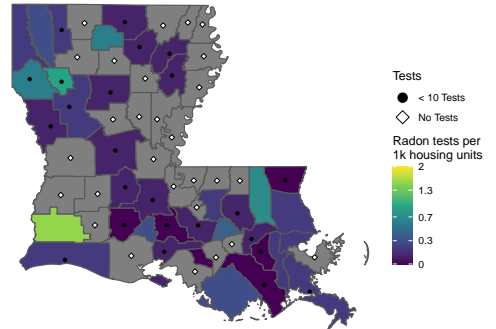 Tests
< 10 Tests
No Tests
Radon tests per
1k housing units
2
1.3
0.7
0.3
0